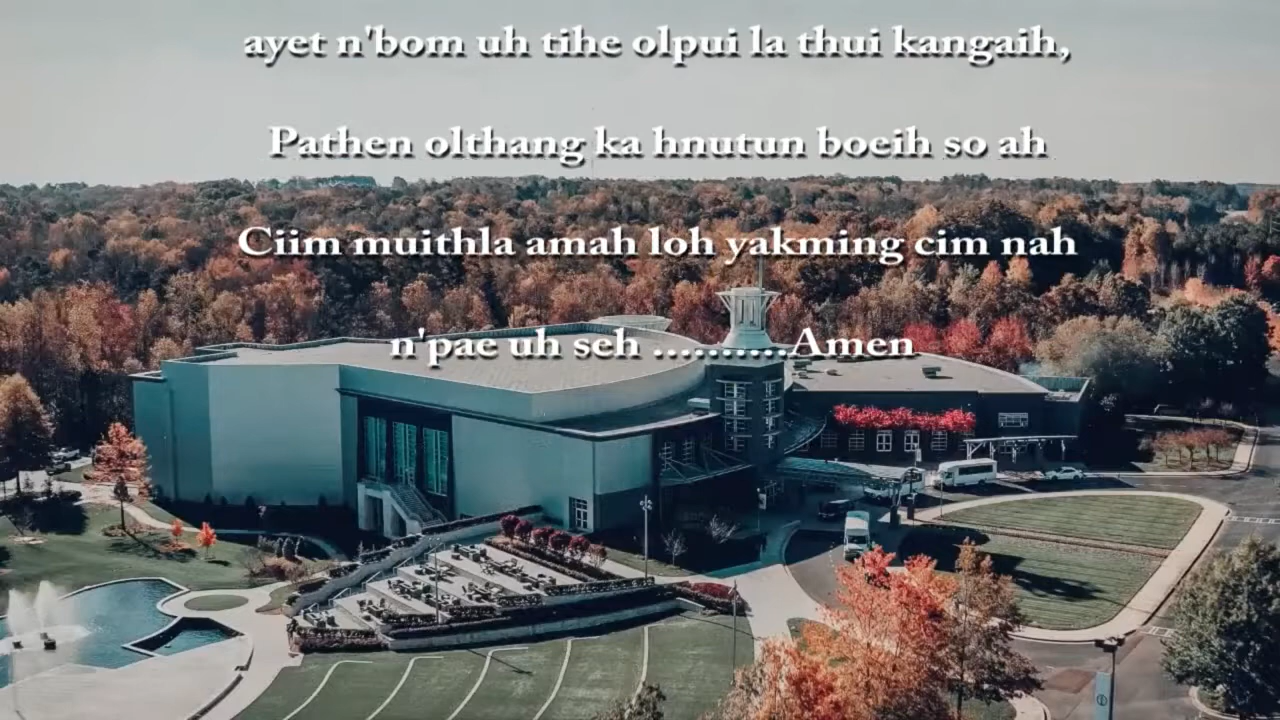 ayet n'bom uh tihe olpui la thui kangaih,
Pathen olthang ka hnutun boeih so ah
Ciim muithla amah loh yakming cim nah
n'pae uh seh ..........Amen